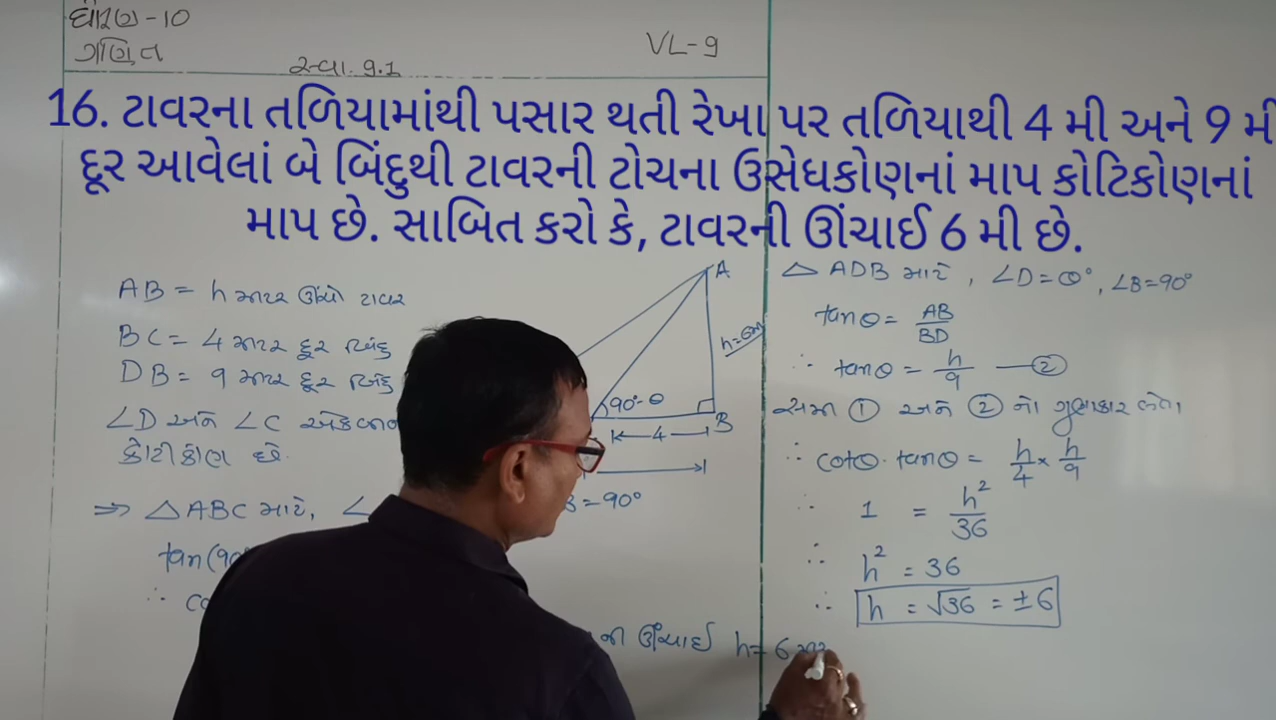 ધોરણ-10
ગણિત
સ્વા. 9.1
VL-9
16. ટાવરના તળિયામાંથી પસાર થતી રેખા પર તળિયાથી 4 મી અને 9 મી
દૂર આવેલાં બે બિંદુથી ટાવરની ટોચના ઉત્સેધકોણનાં માપ કોટિકોણનાં
માપ છે. સાબિત કરો કે, ટાવરની ઊંચાઈ 6 મી છે.
AB = h મીટર ઊંચો ટાવર
BC = 4 મીટર દૂર બિંદુ
DB = 9 મીટર દૂર બિંદુ
∠D અને ∠C
કોટીકોણ છે.
⇒ △ABC માટે, ∠
= 90°
tan(90
∴ co
A
h=6મી
90°-θ
B
4
ની ઊંચાઈ h = 6
△ ADB માટે, ∠D=θ°, ∠B=90°
tanθ = AB/BD
∴ tanθ = h/9 —②
સમી ① અને ② નો ગુણાકાર લેતા
∴ cotθ · tanθ = h/4 × h/9
∴ 1 = h²/36
∴ h² = 36
∴ h = √36 = ±6